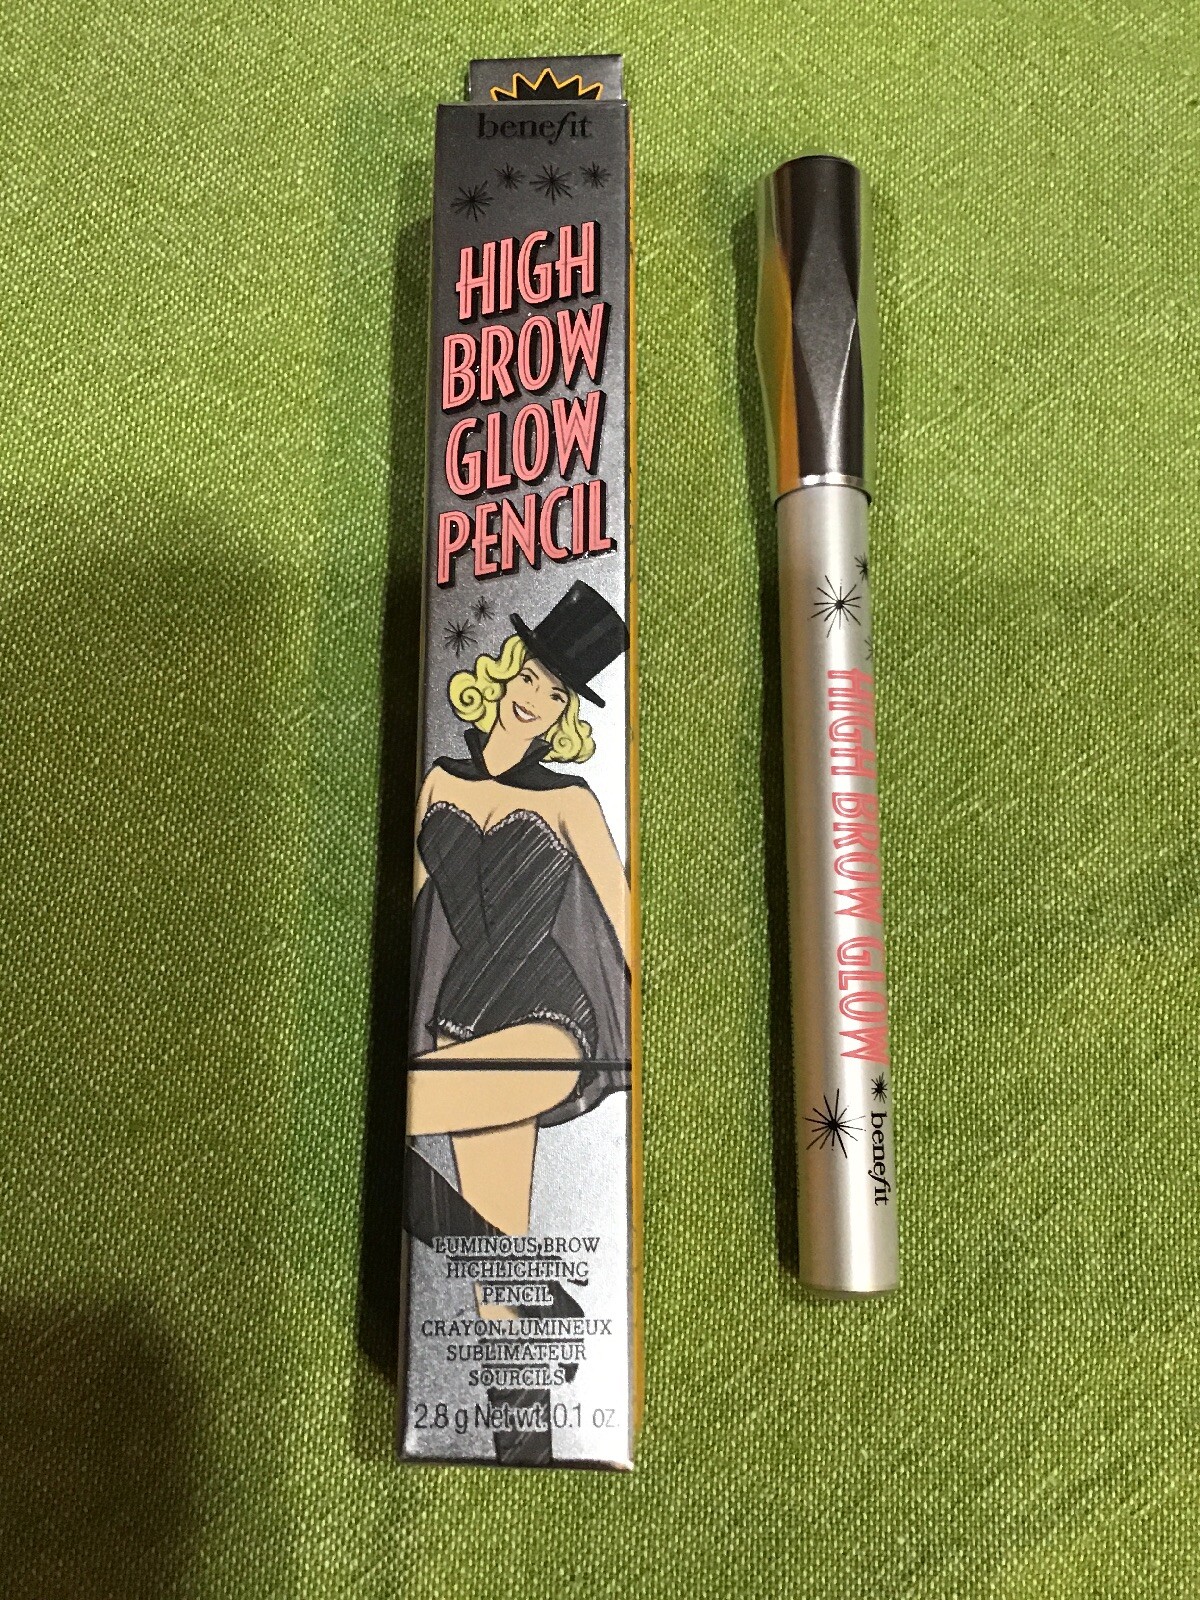 benefit
HIGH
BROW
GLOW
PENCIL
LUMINOUS BROW
HIGHLIGHTING
PENCIL
CRAYON LUMINEUX
SUBLIMATEUR
SOURCILS
2.8 g Net wt. 0.1 oz.
HIGH BROW GLOW
benefit